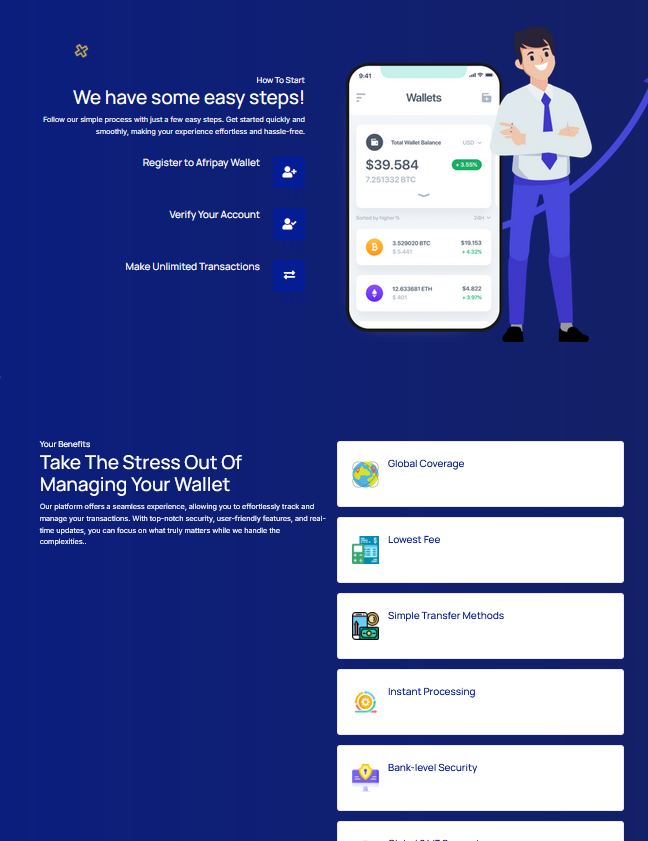 How To Start
We have some easy steps!
Follow our simple process with just a few easy steps. Get started quickly and
smoothly, making your experience effortless and hassle-free.
Register to Afripay Wallet
Verify Your Account
Make Unlimited Transactions
9:41
Wallets
Total Wallet Balance
USD
$39.584
+ 3.55%
7.251332 BTC
Sorted by higher %
24H
3.529020 BTC
$19.153
$ 5.441
+ 4.32%
12.633681 ETH
$4.822
$ 401
+ 3.97%
Your Benefits
Take The Stress Out Of
Managing Your Wallet
Our platform offers a seamless experience, allowing you to effortlessly track and
manage your transactions. With top-notch security, user-friendly features, and real-
time updates, you can focus on what truly matters while we handle the
complexities..
Global Coverage
Lowest Fee
Simple Transfer Methods
Instant Processing
Bank-level Security